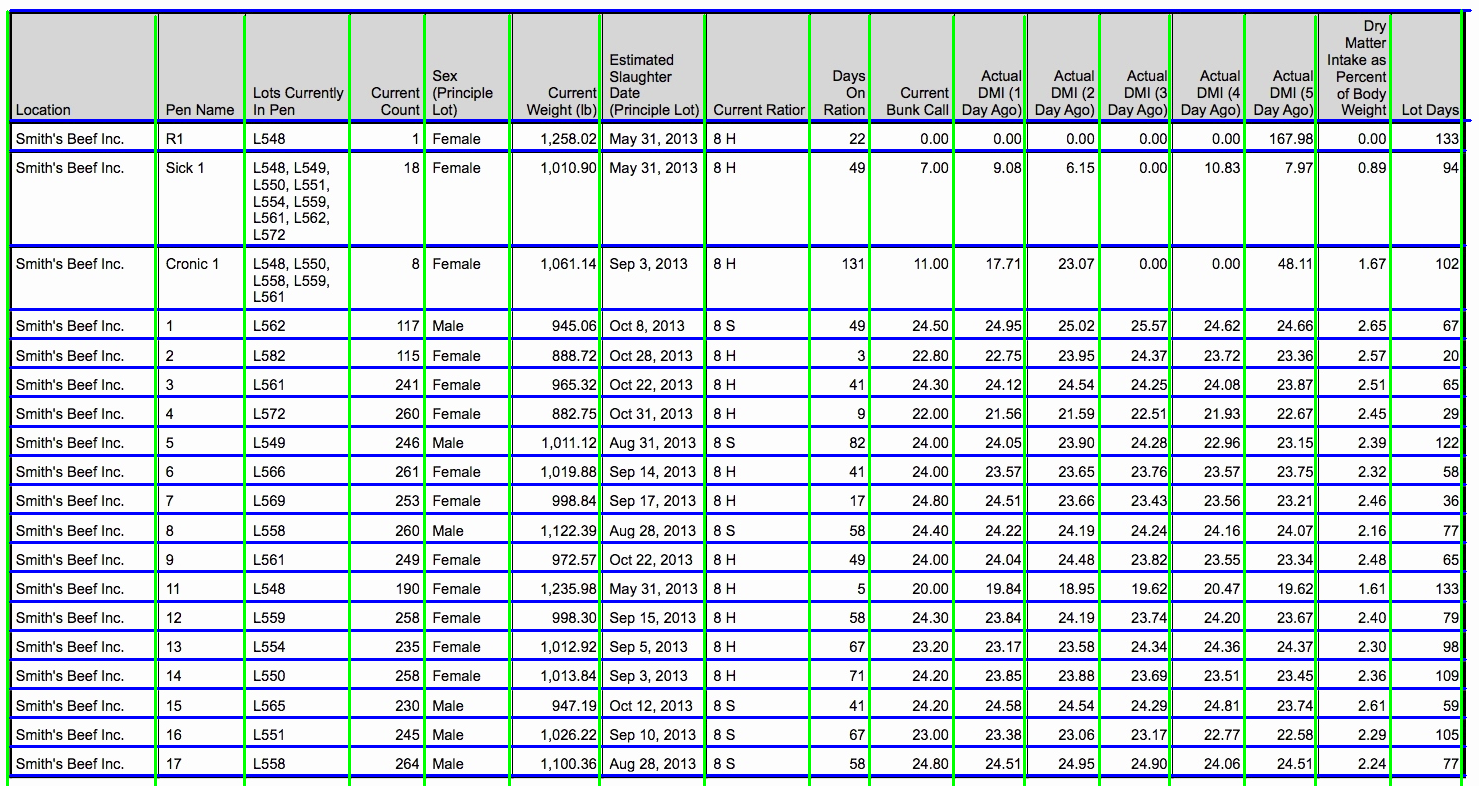 Location Pen Name Lots Currently In Pen Current Count Sex (Principle Lot) Current Weight (lb) Estimated Slaughter Date (Principle Lot) Current Ratior Days On Ration Current Bunk Call Actual DMI (1 Day Ago) Actual DMI (2 Day Ago) Actual DMI (3 Day Ago) Actual DMI (4 Day Ago) Actual DMI (5 Day Ago) Dry Matter Intake as Percent of Body Weight Lot Days
Smith's Beef Inc. R1 L548 1 Female 1,258.02 May 31, 2013 8 H 22 0.00 0.00 0.00 0.00 0.00 167.98 0.00 133
Smith's Beef Inc. Sick 1 L548, L549, 18 Female 1,010.90 May 31, 2013 8 H 49 7.00 9.08 6.15 0.00 10.83 7.97 0.89 94
L550, L551,
L554, L559,
L561, L562,
L572
Smith's Beef Inc. Cronic 1 L548, L550, 8 Female 1,061.14 Sep 3, 2013 8 H 131 11.00 17.71 23.07 0.00 0.00 48.11 1.67 102
L558, L559,
L561
Smith's Beef Inc. 1 L562 117 Male 945.06 Oct 8, 2013 8 S 49 24.50 24.95 25.02 25.57 24.62 24.66 2.65 67
Smith's Beef Inc. 2 L582 115 Female 888.72 Oct 28, 2013 8 H 3 22.80 22.75 23.95 24.37 23.72 23.36 2.57 20
Smith's Beef Inc. 3 L561 241 Female 965.32 Oct 22, 2013 8 H 41 24.30 24.12 24.54 24.25 24.08 23.87 2.51 65
Smith's Beef Inc. 4 L572 260 Female 882.75 Oct 31, 2013 8 H 9 22.00 21.56 21.59 22.51 21.93 22.67 2.45 29
Smith's Beef Inc. 5 L549 246 Male 1,011.12 Aug 31, 2013 8 S 82 24.00 24.05 23.90 24.28 22.96 23.15 2.39 122
Smith's Beef Inc. 6 L566 261 Female 1,019.88 Sep 14, 2013 8 H 41 24.00 23.57 23.65 23.76 23.57 23.75 2.32 58
Smith's Beef Inc. 7 L569 253 Female 998.84 Sep 17, 2013 8 H 17 24.80 24.51 23.66 23.43 23.56 23.21 2.46 36
Smith's Beef Inc. 8 L558 260 Male 1,122.39 Aug 28, 2013 8 S 58 24.40 24.22 24.19 24.24 24.16 24.07 2.16 77
Smith's Beef Inc. 9 L561 249 Female 972.57 Oct 22, 2013 8 H 49 24.00 24.04 24.48 23.82 23.55 23.34 2.48 65
Smith's Beef Inc. 11 L548 190 Female 1,235.98 May 31, 2013 8 H 5 20.00 19.84 18.95 19.62 20.47 19.62 1.61 133
Smith's Beef Inc. 12 L559 258 Female 998.30 Sep 15, 2013 8 H 58 24.30 23.84 24.19 23.74 24.20 23.67 2.40 79
Smith's Beef Inc. 13 L554 235 Female 1,012.92 Sep 5, 2013 8 H 67 23.20 23.17 23.58 24.34 24.36 24.37 2.30 98
Smith's Beef Inc. 14 L550 258 Female 1,013.84 Sep 3, 2013 8 H 71 24.20 23.85 23.88 23.69 23.51 23.45 2.36 109
Smith's Beef Inc. 15 L565 230 Male 947.19 Oct 12, 2013 8 S 41 24.20 24.58 24.54 24.29 24.81 23.74 2.61 59
Smith's Beef Inc. 16 L551 245 Male 1,026.22 Sep 10, 2013 8 S 67 23.00 23.38 23.06 23.17 22.77 22.58 2.29 105
Smith's Beef Inc. 17 L558 264 Male 1,100.36 Aug 28, 2013 8 S 58 24.80 24.51 24.95 24.90 24.06 24.51 2.24 77